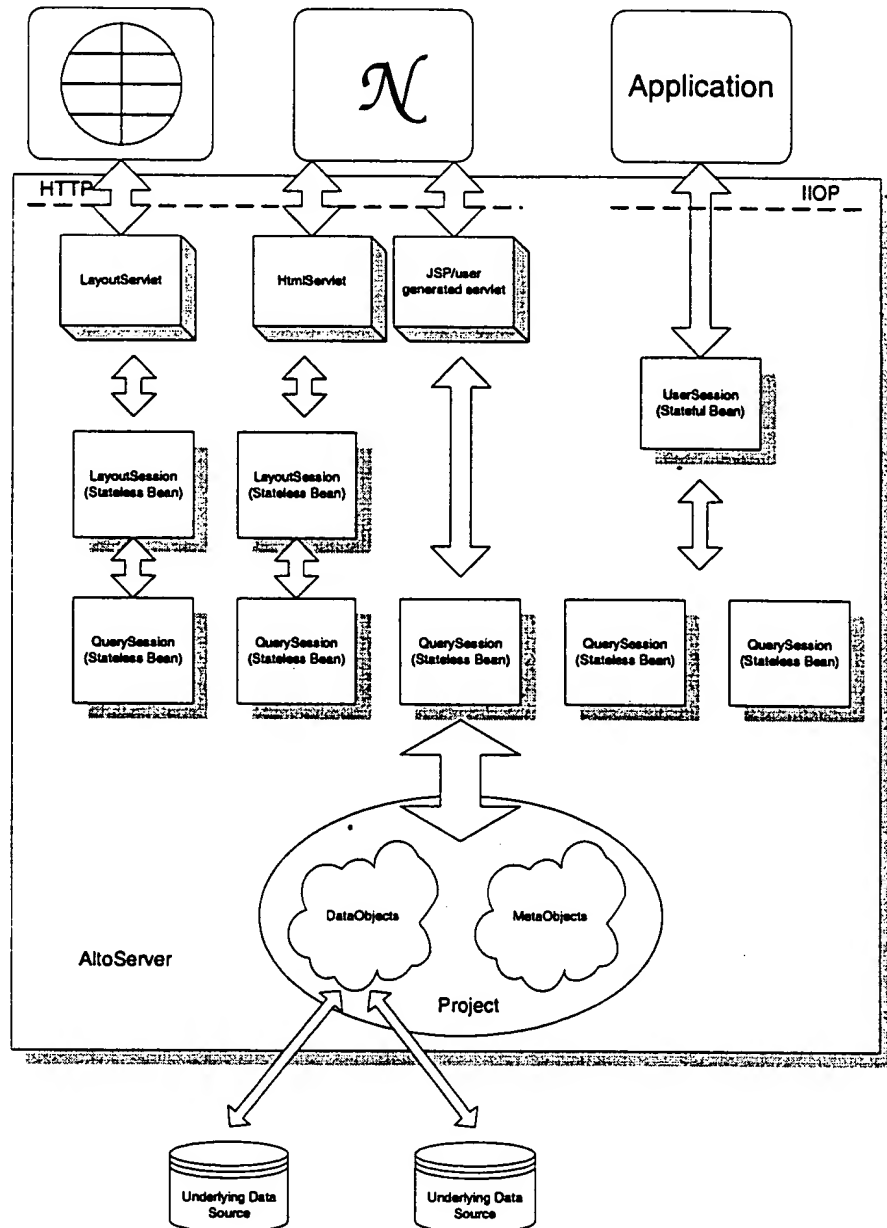 N
Application
HTTP
IIOP
LayoutServlet
HtmlServlet
JSP/user
generated servlet
UserSession
(Stateful Bean)
LayoutSession
(Stateless Bean)
LayoutSession
(Stateless Bean)
QuerySession
(Stateless Bean)
QuerySession
(Stateless Bean)
QuerySession
(Stateless Bean)
QuerySession
(Stateless Bean)
QuerySession
(Stateless Bean)
DataObjects
MetaObjects
AltoServer
Project
Underlying Data
Source
Underlying Data
Source